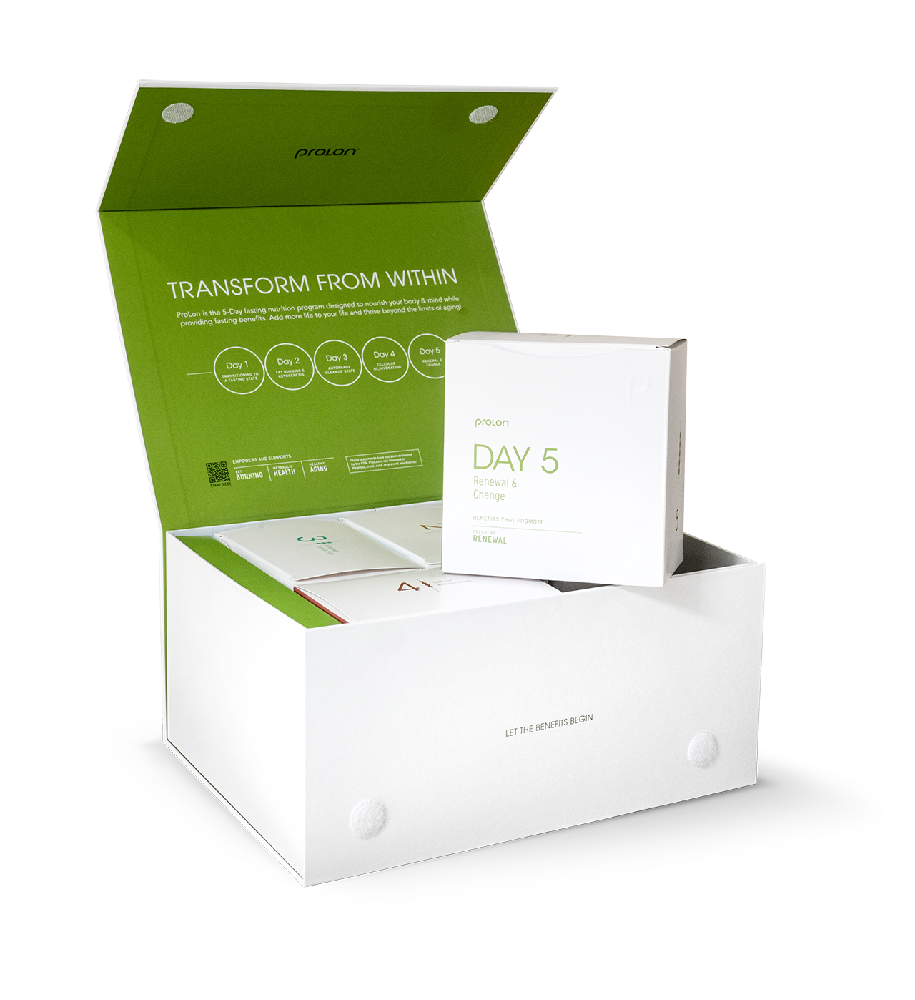 PROLON
TRANSFORM FROM WITHIN
ProLon is the 5-Day fasting nutrition program designed to nourish your body & mind while
providing fasting benefits. Add more life to your life and thrive beyond the limits of aging!
Day 1
TRANSITIONING TO
A FASTING STATE
Day 2
FAT BURNING &
KETOGENESIS
Day 3
AUTOPHAGY
CLEANUP STATE
Day 4
CELLULAR
REJUVENATION
Day 5
RENEWAL &
CHANGE
START HERE
EMPOWERS AND SUPPORTS
FAT
BURNING
METABOLIC
HEALTH
HEALTHY
AGING
These statements have not been evaluated
by the FDA. ProLon is not intended to
diagnose, treat, cure, or prevent any disease.
PROLON
DAY 5
Renewal &
Change
BENEFITS THAT PROMOTE
CELLULAR
RENEWAL
P
5
3
2
4
LET THE BENEFITS BEGIN